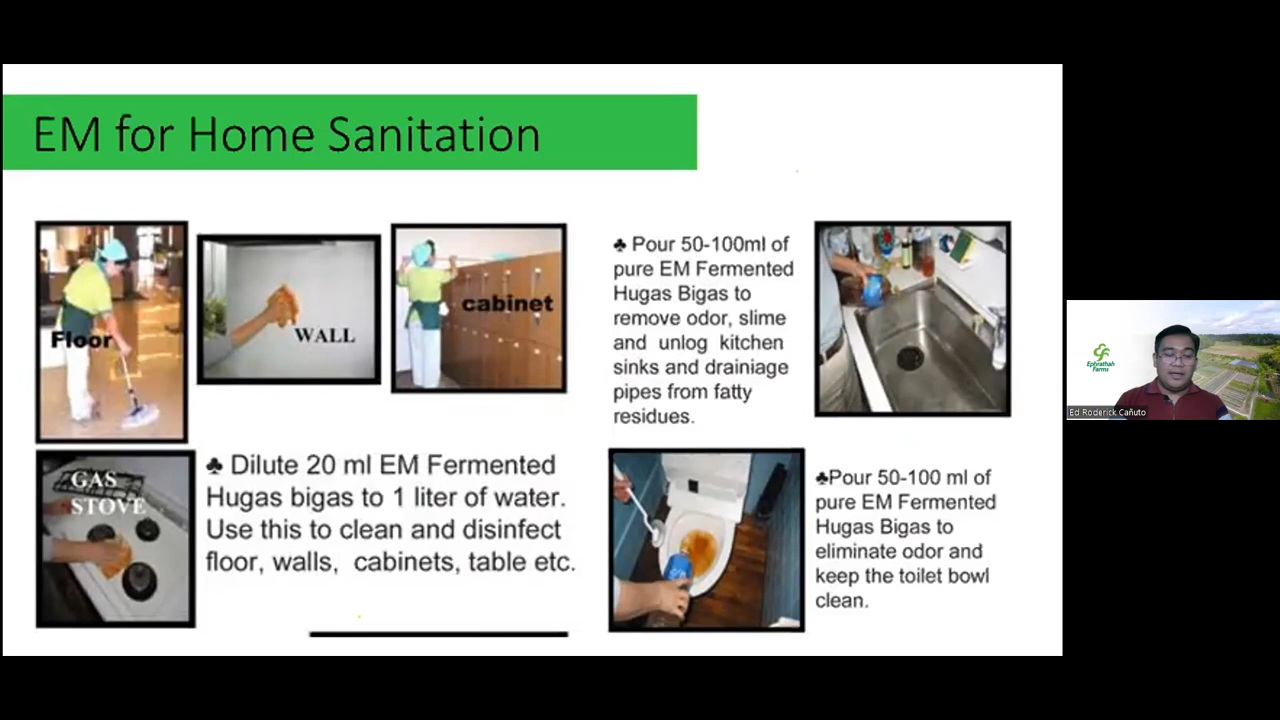 EM for Home Sanitation
Floor
WALL
cabinet
GAS
STOVE
♣ Dilute 20 ml EM Fermented
Hugas bigas to 1 liter of water.
Use this to clean and disinfect
floor, walls, cabinets, table etc.
♣ Pour 50-100ml of
pure EM Fermented
Hugas Bigas to
remove odor, slime
and unlog kitchen
sinks and drainiage
pipes from fatty
residues.
♣Pour 50-100 ml of
pure EM Fermented
Hugas Bigas to
eliminate odor and
keep the toilet bowl
clean.
Ephrathah
Farms
Ed Roderick Cañuto